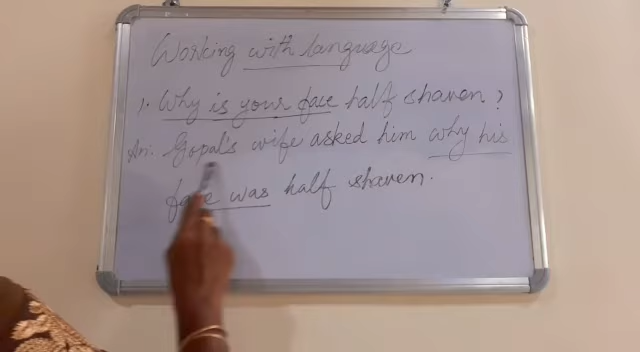 Working with language
1. Why is your face half shaven?
An. Gopal's wife asked him why his
face was half shaven.